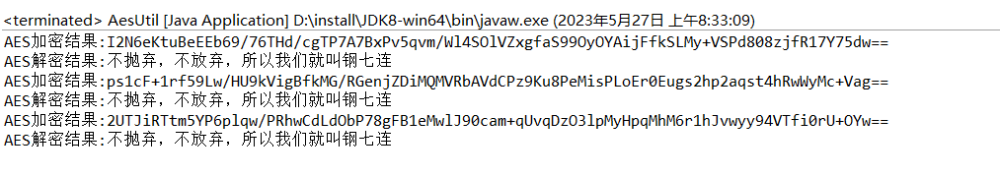 <terminated> AesUtil [Java Application] D:\install\JDK8-win64\bin\javaw.exe (2023年5月27日 上午8:33:09)
AES加密结果:I2N6eKtuBeEEb69/76THd/cgTP7A7BxPv5qvm/Wl4SOlVZxgfaS99OyOYAijFfkSLMy+VSPd808zjfR17Y75dw==
AES解密结果:不抛弃，不放弃，所以我们就叫钢七连
AES加密结果:ps1cF+1rf59Lw/HU9kVigBfkMG/RGenjZDiMQMVRbAVdCPz9Ku8PeMisPLoEr0Eugs2hp2aqst4hRwWyMc+Vag==
AES解密结果:不抛弃，不放弃，所以我们就叫钢七连
AES加密结果:2UTJiRTtm5YP6plqw/PRhwCdLdObP78gFB1eMwlJ90cam+qUvqDzO3lpMyHpqMhM6r1hJvwyy94VTfi0rU+OYw==
AES解密结果:不抛弃，不放弃，所以我们就叫钢七连